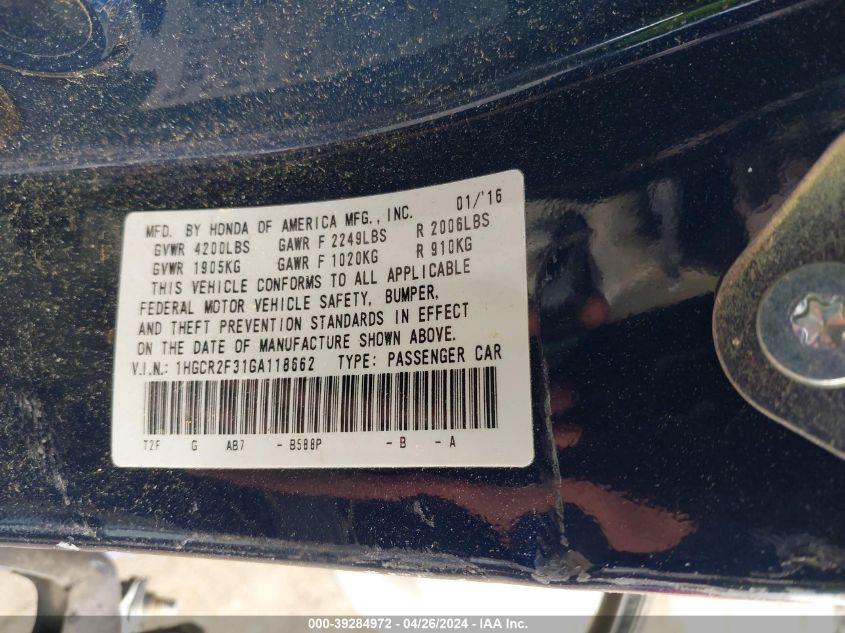 MFD. BY HONDA OF AMERICA MFG., INC. 01/'16
GVWR 4200LBS GAWR F 2249LBS R 2006LBS
GVWR 1905KG GAWR F 1020KG R 910KG
THIS VEHICLE CONFORMS TO ALL APPLICABLE
FEDERAL MOTOR VEHICLE SAFETY, BUMPER,
AND THEFT PREVENTION STANDARDS IN EFFECT
ON THE DATE OF MANUFACTURE SHOWN ABOVE.
V.I.N.: 1HGCR2F31GA118662 TYPE: PASSENGER CAR
T2F G AB7 - B588P - B - A
000-39284972 - 04/26/2024 - IAA Inc.